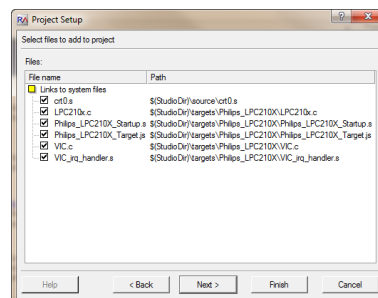 RA Project Setup
Select files to add to project
Files:
File name Path
Links to system files
crt0.s $(StudioDir)\source\crt0.s
LPC210x.c $(StudioDir)\targets\Philips_LPC210X\LPC210x.c
Philips_LPC210X_Startup.s $(StudioDir)\targets\Philips_LPC210X\Philips_LPC210X_Startup.s
Philips_LPC210X_Target.js $(StudioDir)\targets\Philips_LPC210X\Philips_LPC210X_Target.js
VIC.c $(StudioDir)\targets\Philips_LPC210X\VIC.c
VIC_irq_handler.s $(StudioDir)\targets\Philips_LPC210X\VIC_irq_handler.s
Help < Back Next > Finish Cancel